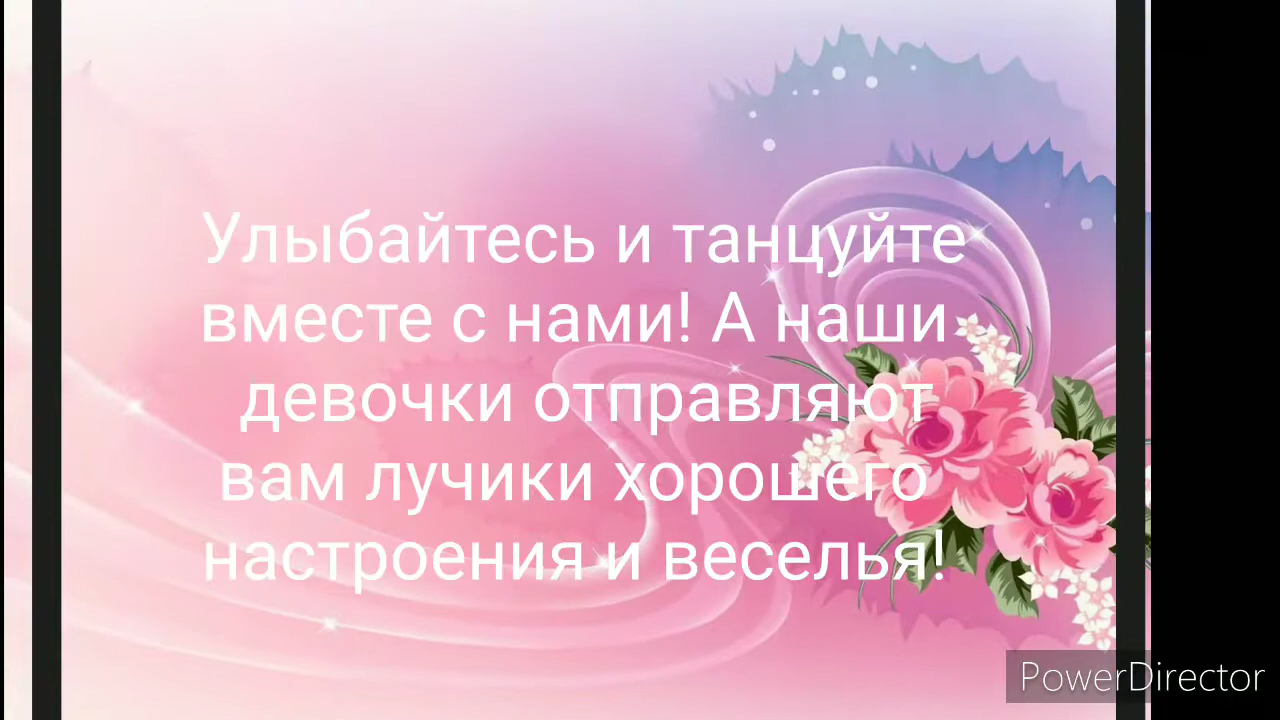 Улыбайтесь и танцуйте
вместе с нами! А наши
девочки отправляют
вам лучики хорошего
настроения и веселья!
PowerDirector